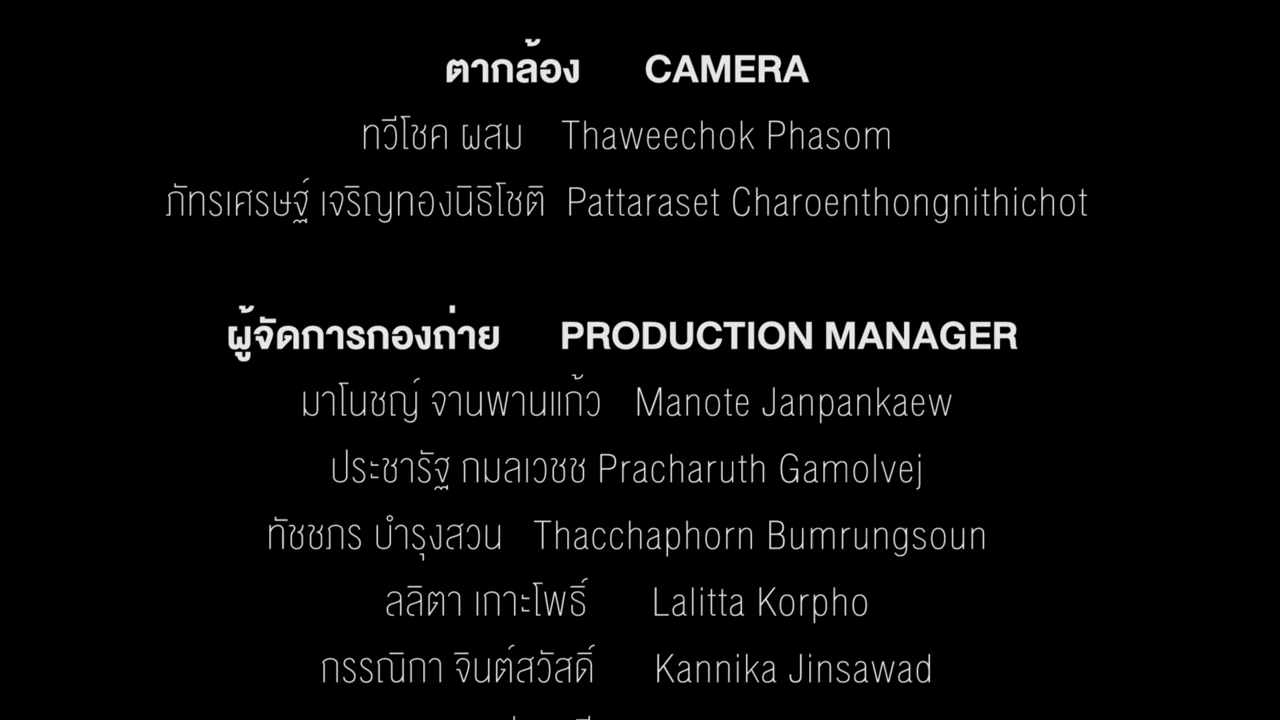 ตากล้อง CAMERA
ทวีโชค ผสม Thaweechok Phasom
ภัทรเศรษฐ์ เจริญทองนิธิโชติ Pattaraset Charoenthongnithichot
ผู้จัดการกองถ่าย PRODUCTION MANAGER
มาโนชญ์ จานพานแก้ว Manote Janpankaew
ประชารัฐ กมลเวชช Pracharuth Gamolvej
ทัชชภร บำรุงสวน Thacchaphorn Bumrungsoun
ลลิตา เกาะโพธิ์ Lalitta Korpho
กรรณิกา จินต์สวัสดิ์ Kannika Jinsawad